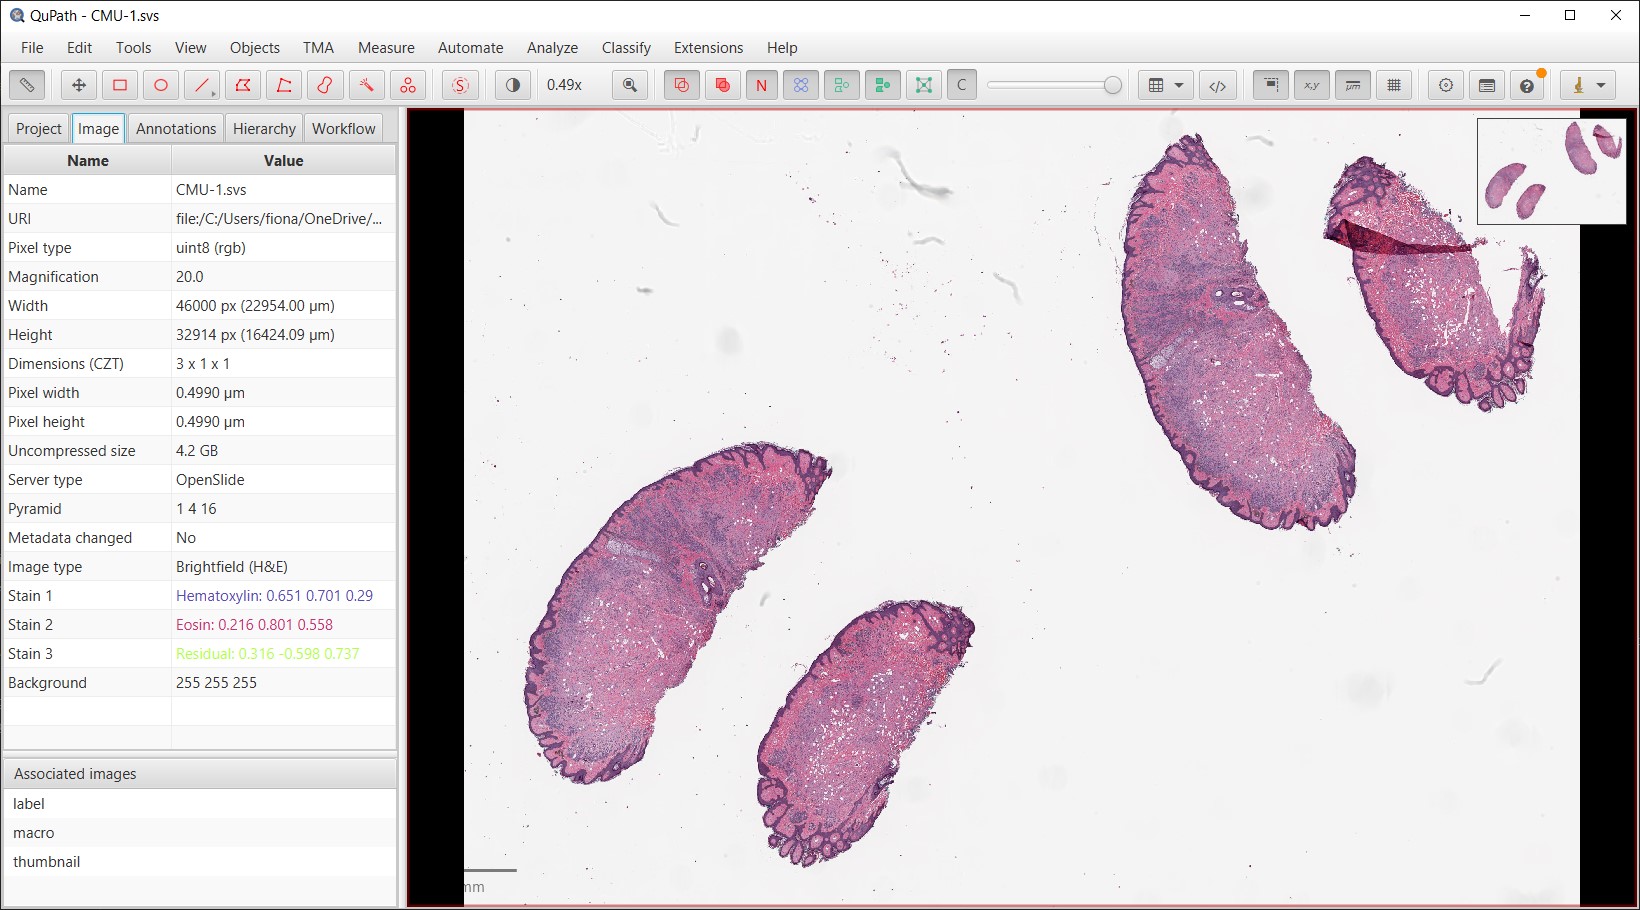 QuPath - CMU-1.svs
File Edit Tools View Objects TMA Measure Automate Analyze Classify Extensions Help
0.49x N C x,y µm
Project Image Annotations Hierarchy Workflow
Name Value
Name CMU-1.svs
URI file:/C:/Users/fiona/OneDrive/...
Pixel type uint8 (rgb)
Magnification 20.0
Width 46000 px (22954.00 µm)
Height 32914 px (16424.09 µm)
Dimensions (CZT) 3 x 1 x 1
Pixel width 0.4990 µm
Pixel height 0.4990 µm
Uncompressed size 4.2 GB
Server type OpenSlide
Pyramid 1 4 16
Metadata changed No
Image type Brightfield (H&E)
Stain 1 Hematoxylin: 0.651 0.701 0.29
Stain 2 Eosin: 0.216 0.801 0.558
Stain 3 Residual: 0.316 -0.598 0.737
Background 255 255 255
Associated images
label
macro
thumbnail